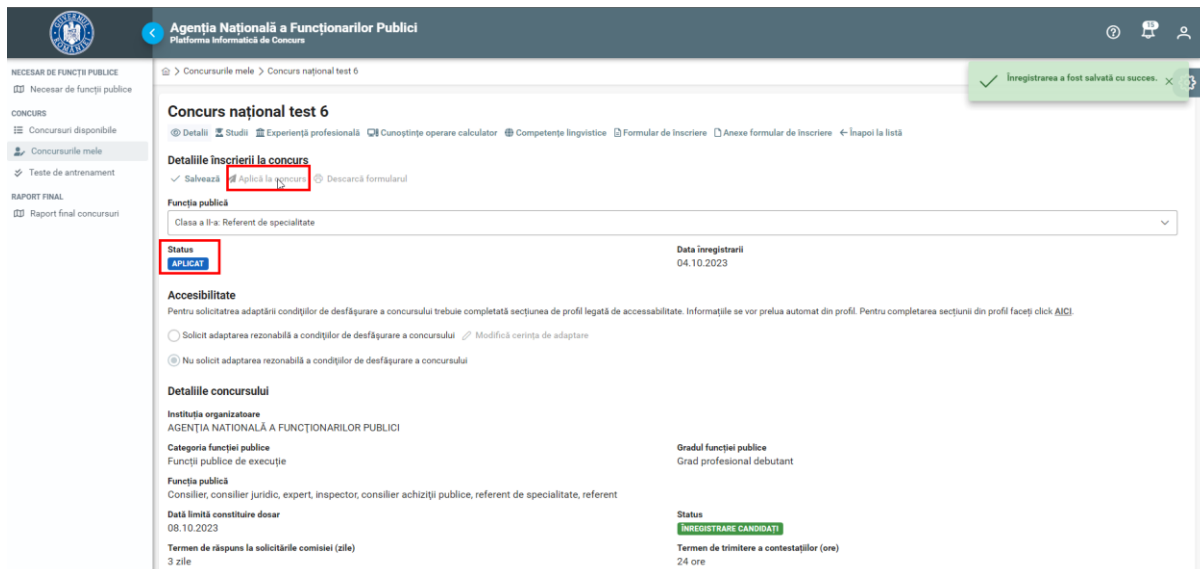 GUVERNUL ROMÂNIEI
Agenția Națională a Funcționarilor Publici
Platforma Informatică de Concurs
15
NECESAR DE FUNCȚII PUBLICE
Necesar de funcții publice
CONCURS
Concursuri disponibile
Concursurile mele
Teste de antrenament
RAPORT FINAL
Raport final concursuri
> Concursurile mele > Concurs național test 6
Înregistrarea a fost salvată cu succes.
Concurs național test 6
Detalii Studii Experiență profesională Cunoștințe operare calculator Competențe lingvistice Formular de înscriere Anexe formular de înscriere Înapoi la listă
Detaliile înscrierii la concurs
Salvează Aplică la concurs Descarcă formularul
Funcția publică
Clasa a II-a: Referent de specialitate
Status Data înregistrarii
APLICAT 04.10.2023
Accesibilitate
Pentru solicitatrea adaptării condițiilor de desfășurare a concursului trebuie completată secțiunea de profil legată de accessabilitate. Informațiile se vor prelua automat din profil. Pentru completarea secțiunii din profil faceți click AICI.
Solicit adaptarea rezonabilă a condițiilor de desfășurare a concursului Modifică cerința de adaptare
Nu solicit adaptarea rezonabilă a condițiilor de desfășurare a concursului
Detaliile concursului
Instituția organizatoare
AGENȚIA NATIONALĂ A FUNCȚIONARILOR PUBLICI
Categoria funcției publice Gradul funcției publice
Funcții publice de execuție Grad profesional debutant
Funcția publică
Consilier, consilier juridic, expert, inspector, consilier achiziții publice, referent de specialitate, referent
Dată limită constituire dosar Status
08.10.2023 ÎNREGISTRARE CANDIDAȚI
Termen de răspuns la solicitările comisiei (zile) Termen de trimitere a contestațiilor (ore)
3 zile 24 ore